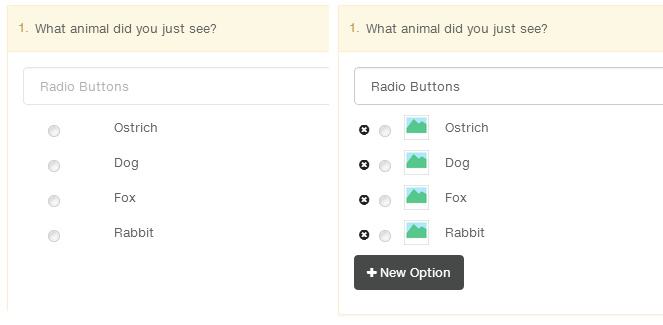 1. What animal did you just see?
Radio Buttons
Ostrich
Dog
Fox
Rabbit
1. What animal did you just see?
Radio Buttons
Ostrich
Dog
Fox
Rabbit
+ New Option